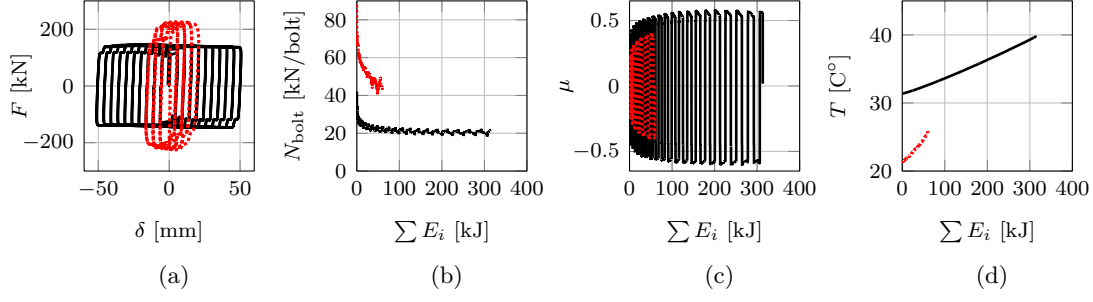 200
0
−200
F [kN]
−50 0 50
δ [mm]
(a)
80
60
40
20
0
N_bolt [kN/bolt]
0 100 200 300 400
∑ E_i [kJ]
(b)
0.5
0
−0.5
μ
0 100 200 300 400
∑ E_i [kJ]
(c)
40
30
20
T [C°]
0 100 200 300 400
∑ E_i [kJ]
(d)